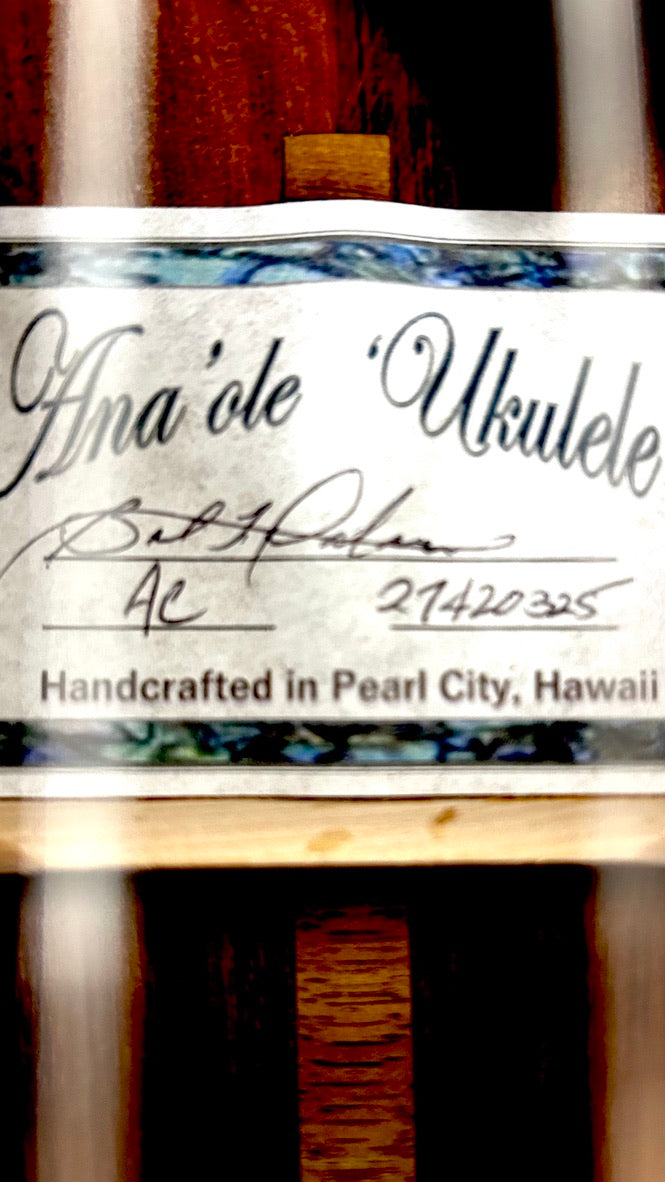 Ana'ole 'Ukulele
AC 27420325
Handcrafted in Pearl City, Hawaii